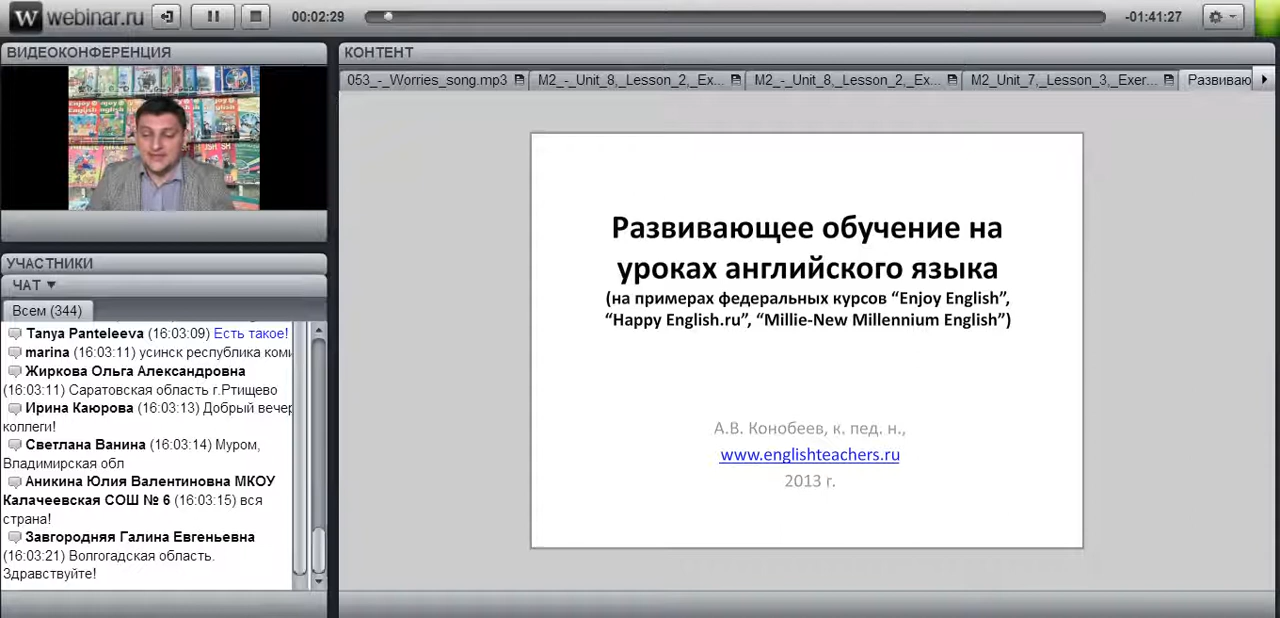 webinar.ru
00:02:29
-01:41:27
ВИДЕОКОНФЕРЕНЦИЯ
УЧАСТНИКИ
ЧАТ
Всем (344)
Tanya Panteleeva (16:03:09) Есть такое!
marina (16:03:11) усинск республика коми
Жиркова Ольга Александровна
(16:03:11) Саратовская область г.Ртищево
Ирина Каюрова (16:03:13) Добрый вечер
коллеги!
Светлана Ванина (16:03:14) Муром,
Владимирская обл
Аникина Юлия Валентиновна МКОУ
Калачеевская СОШ № 6 (16:03:15) вся
страна!
Завгородняя Галина Евгеньевна
(16:03:21) Волгогадская область.
Здравствуйте!
КОНТЕНТ
053_-_Worries_song.mp3
M2_-_Unit_8,_Lesson_2,_Ex...
M2_-_Unit_8,_Lesson_2,_Ex...
M2_Unit_7,_Lesson_3,_Exer...
Развиваю
Развивающее обучение на
уроках английского языка
(на примерах федеральных курсов “Enjoy English”,
“Happy English.ru”, “Millie-New Millennium English”)
А.В. Конобеев, к. пед. н.,
www.englishteachers.ru
2013 г.